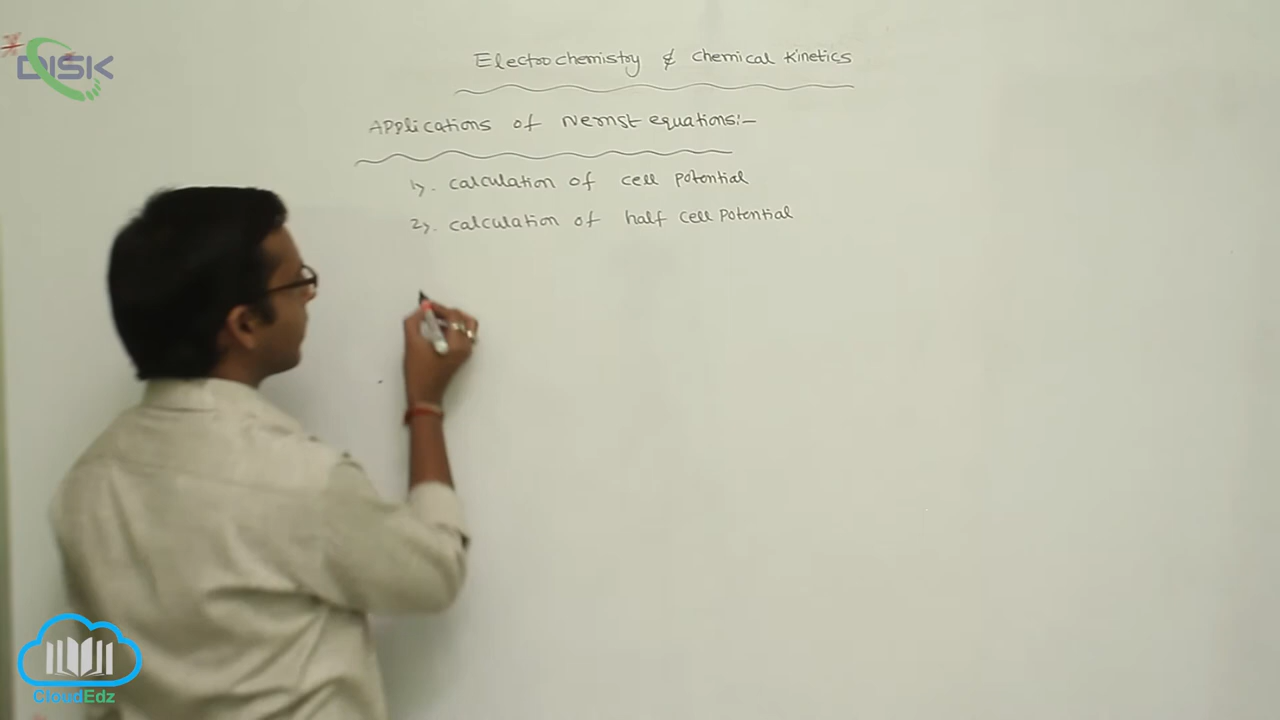 DISK
Electrochemistry & chemical Kinetics
Applications of Nernst equations:-
1). calculation of cell potential
2). calculation of half cell potential
CloudEdz